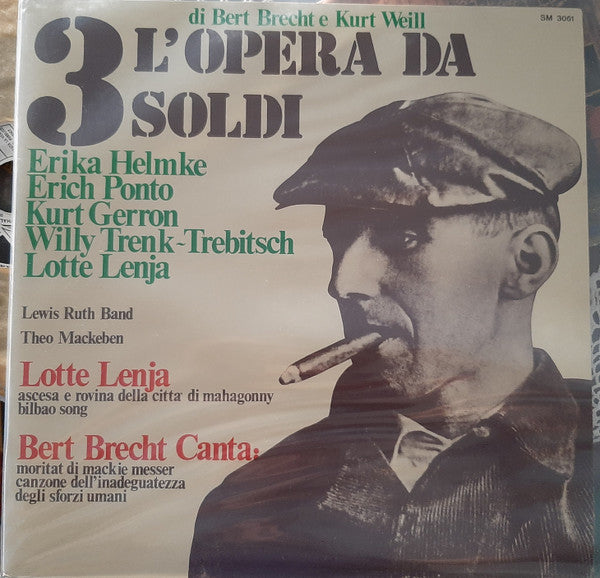 di Bert Brecht e Kurt Weill
SM 3061
3 L'OPERA DA
SOLDI
Erika Helmke
Erich Ponto
Kurt Gerron
Willy Trenk-Trebitsch
Lotte Lenja
Lewis Ruth Band
Theo Mackeben
Lotte Lenja
ascesa e rovina della citta' di mahagonny
bilbao song
Bert Brecht Canta:
moritat di mackie messer
canzone dell'inadeguatezza
degli sforzi umani